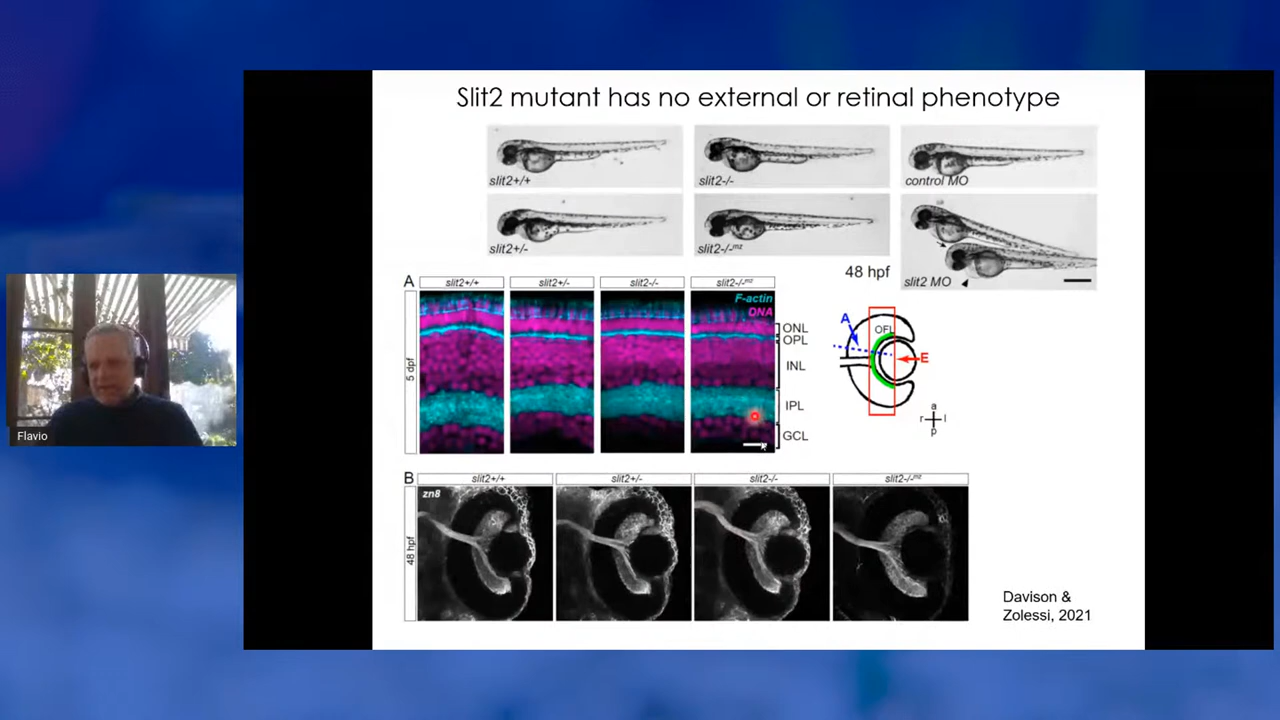 Slit2 mutant has no external or retinal phenotype
slit2+/+
slit2-/-
control MO
slit2+/-
slit2-/-mz
slit2 MO
48 hpf
A
slit2+/+
slit2+/-
slit2-/-
slit2-/-mz
F-actin
DNA
5 dpf
ONL
OPL
INL
IPL
GCL
A
OFL
E
a
r
l
p
B
slit2+/+
slit2+/-
slit2-/-
slit2-/-mz
zn8
48 hpf
Davison &
Zolessi, 2021
Flavio